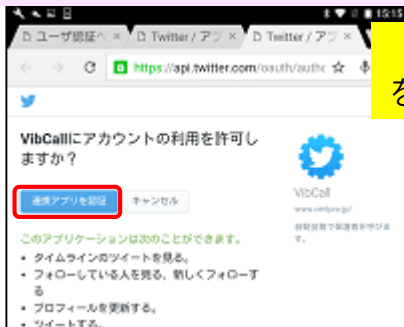 15:15
ユーザ認証へ × Twitter / アプ × Twitter / アプ ×
https://api.twitter.com/oauth/authc
を
VibCallにアカウントの利用を許可し
ますか？
連携アプリを認証 キャンセル
VibCall
このアプリケーションは次のことができます。
• タイムラインのツイートを見る。
• フォローしている人を見る、新しくフォローす
る
• プロフィールを更新する。
• ツイートする。